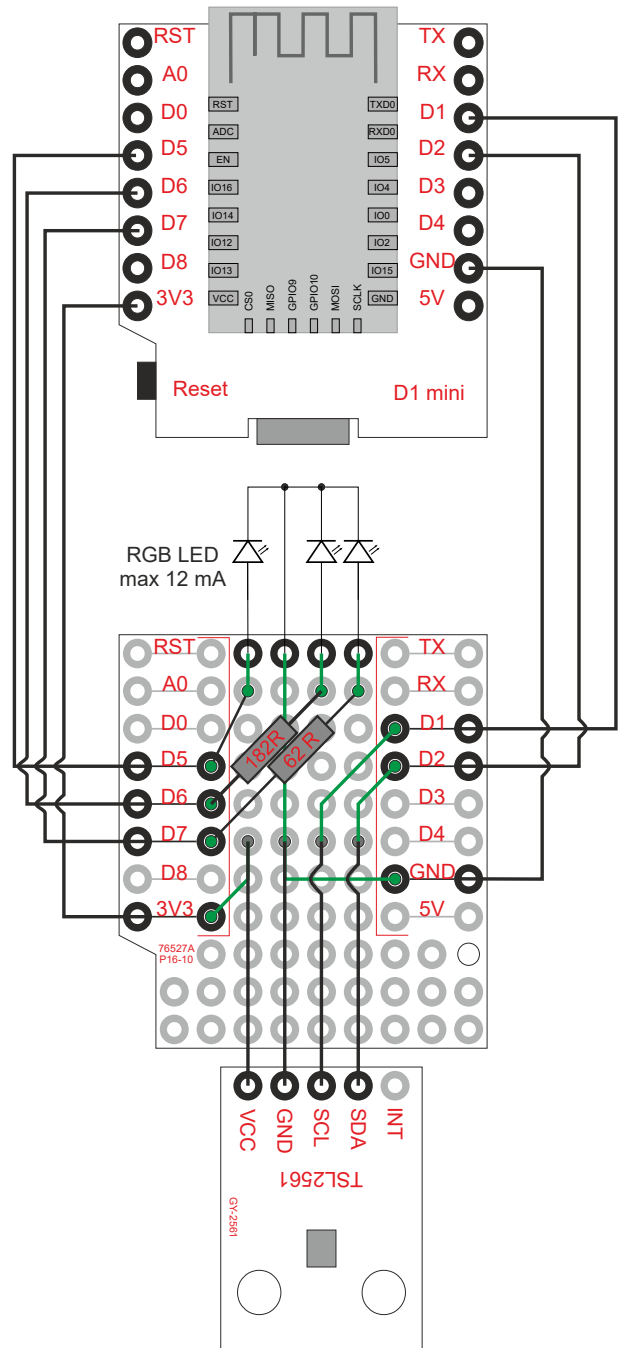 RST TX
A0 RX
D0 D1
D5 D2
D6 D3
D7 D4
D8 GND
3V3 5V
RST TXD0
ADC RXD0
EN IO5
IO16 IO4
IO14 IO0
IO12 IO2
IO13 IO15
VCC GND
CS0
MISO
GPIO9
GPIO10
MOSI
SCLK
Reset D1 mini
RGB LED
max 12 mA
RST TX
A0 RX
D0 D1
182R
62 R
D5 D2
D6 D3
D7 D4
D8 GND
3V3 5V
76527A
P16-10
VCC
GND
SCL
SDA
INT
TSL2561
GY-2561